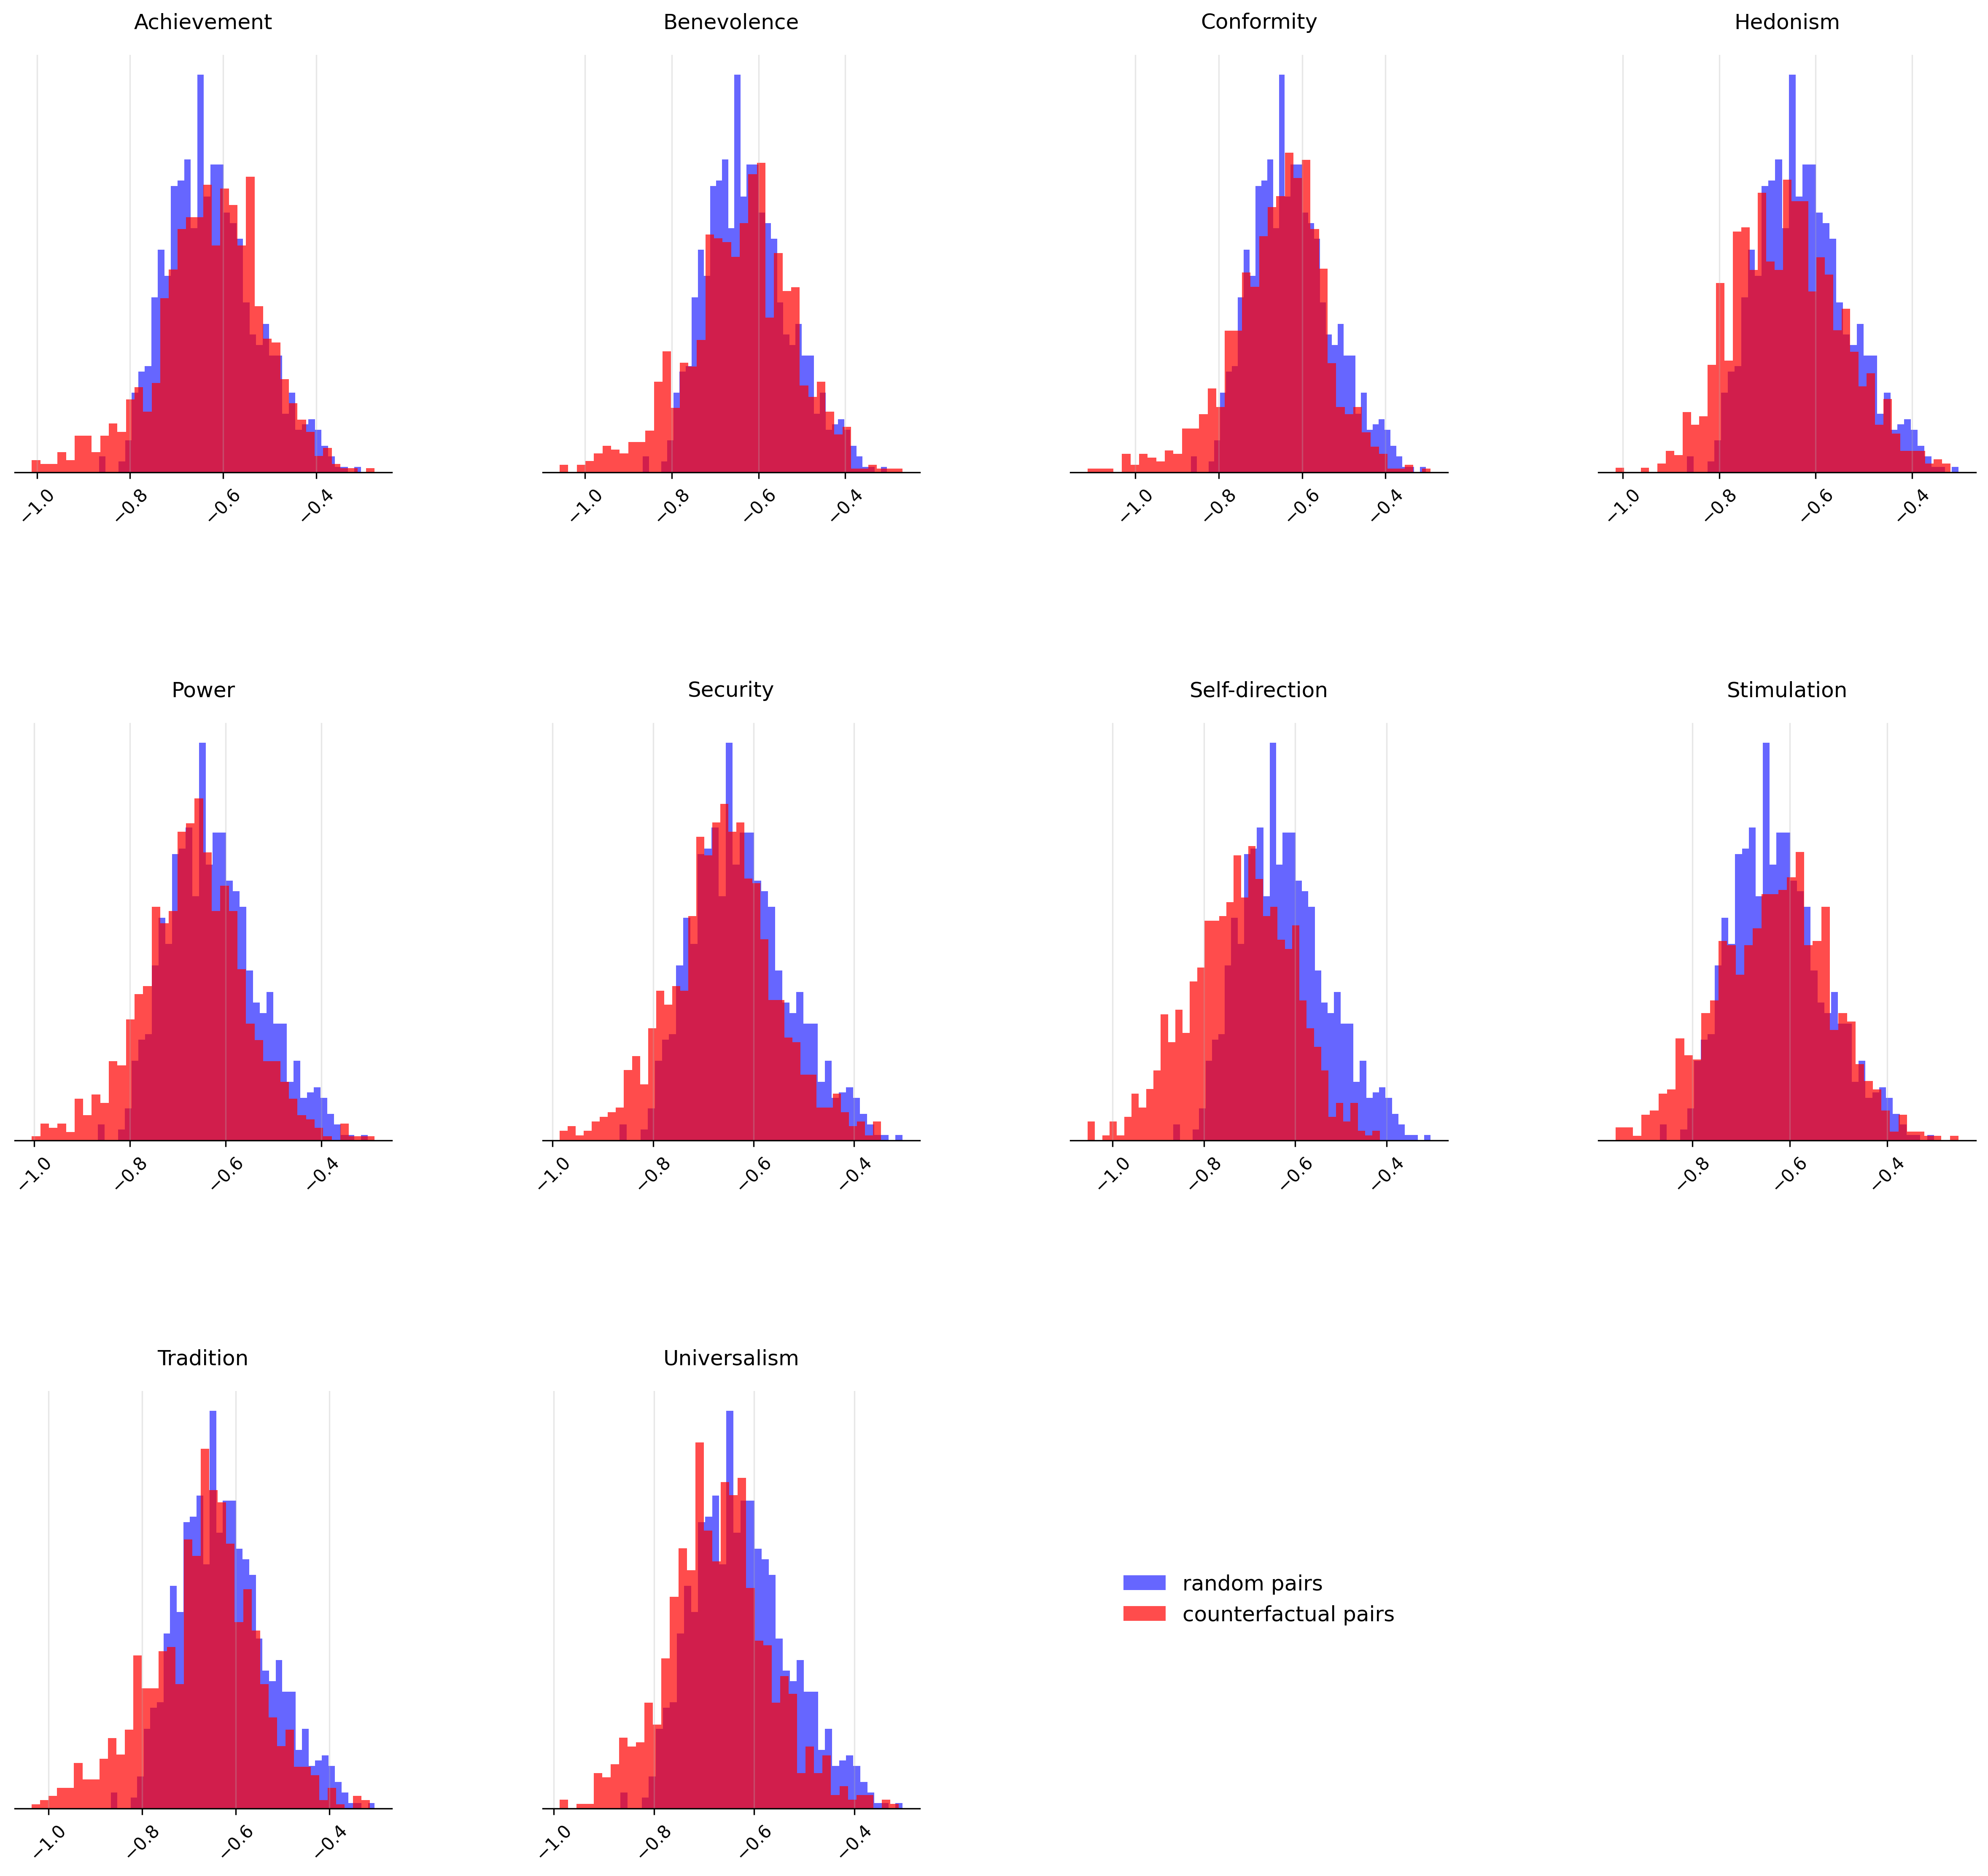 Achievement Benevolence Conformity Hedonism
−1.0 −0.8 −0.6 −0.4 −1.0 −0.8 −0.6 −0.4 −1.0 −0.8 −0.6 −0.4 −1.0 −0.8 −0.6 −0.4
Power Security Self-direction Stimulation
−1.0 −0.8 −0.6 −0.4 −1.0 −0.8 −0.6 −0.4 −1.0 −0.8 −0.6 −0.4 −0.8 −0.6 −0.4
Tradition Universalism
random pairs
counterfactual pairs
−1.0 −0.8 −0.6 −0.4 −1.0 −0.8 −0.6 −0.4